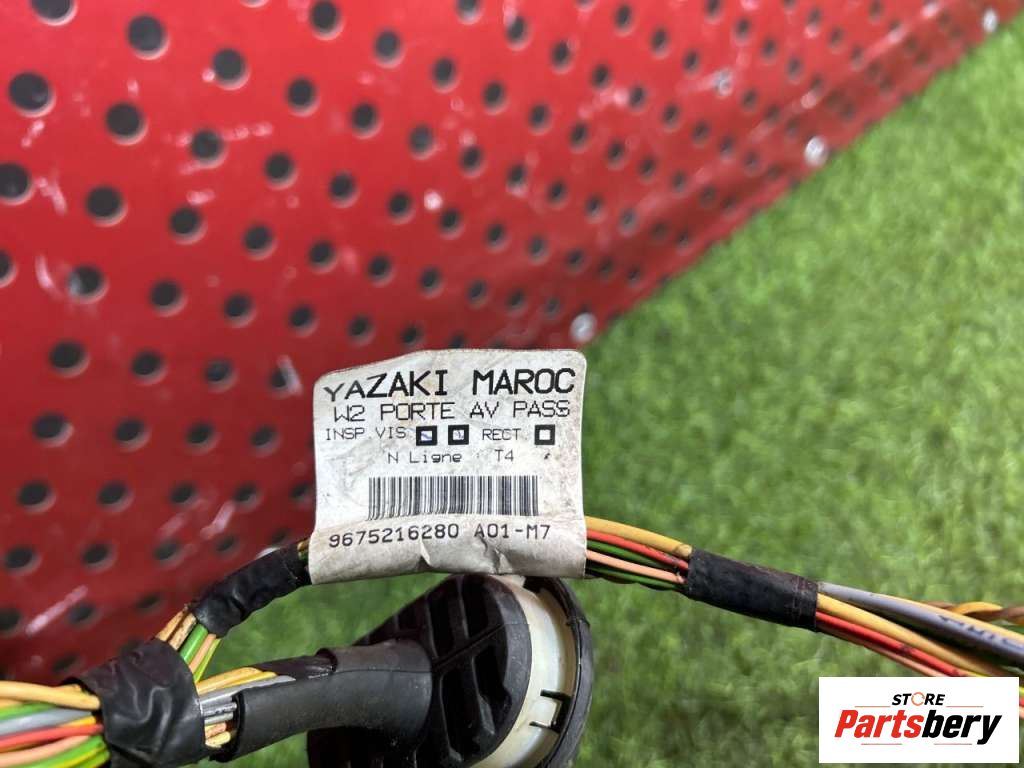 YAZAKI MAROC
W2 PORTE AV PASS
INSP.VIS RECT
N Ligne : T4
9675216280 A01-M7
STORE
Partsbery